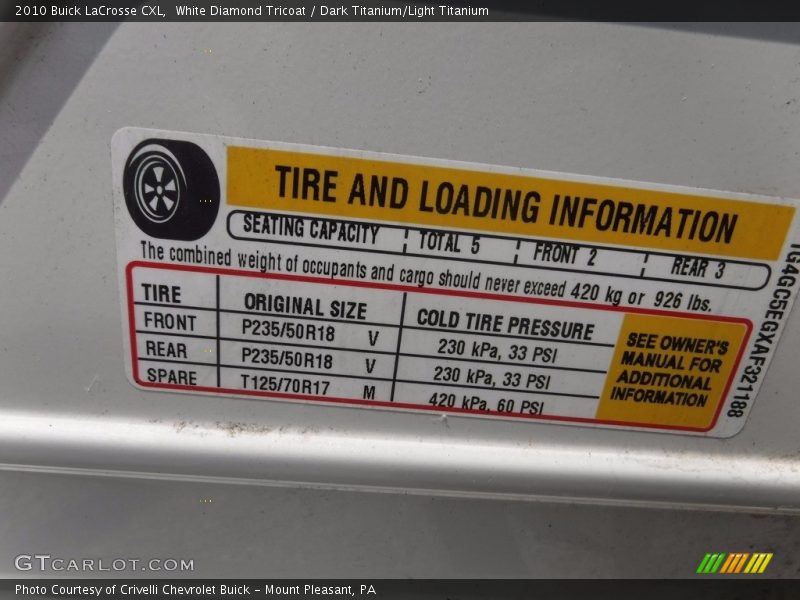 2010 Buick LaCrosse CXL, White Diamond Tricoat / Dark Titanium/Light Titanium
TIRE AND LOADING INFORMATION
SEATING CAPACITY TOTAL 5 FRONT 2 REAR 3
The combined weight of occupants and cargo should never exceed 420 kg or 926 lbs.
TIRE ORIGINAL SIZE COLD TIRE PRESSURE
FRONT P235/50R18 V 230 kPa, 33 PSI
REAR P235/50R18 V 230 kPa, 33 PSI
SPARE T125/70R17 M 420 kPa, 60 PSI
SEE OWNER'S
MANUAL FOR
ADDITIONAL
INFORMATION
1G4GC5EGXAF321188
GTCARLOT.COM
Photo Courtesy of Crivelli Chevrolet Buick - Mount Pleasant, PA